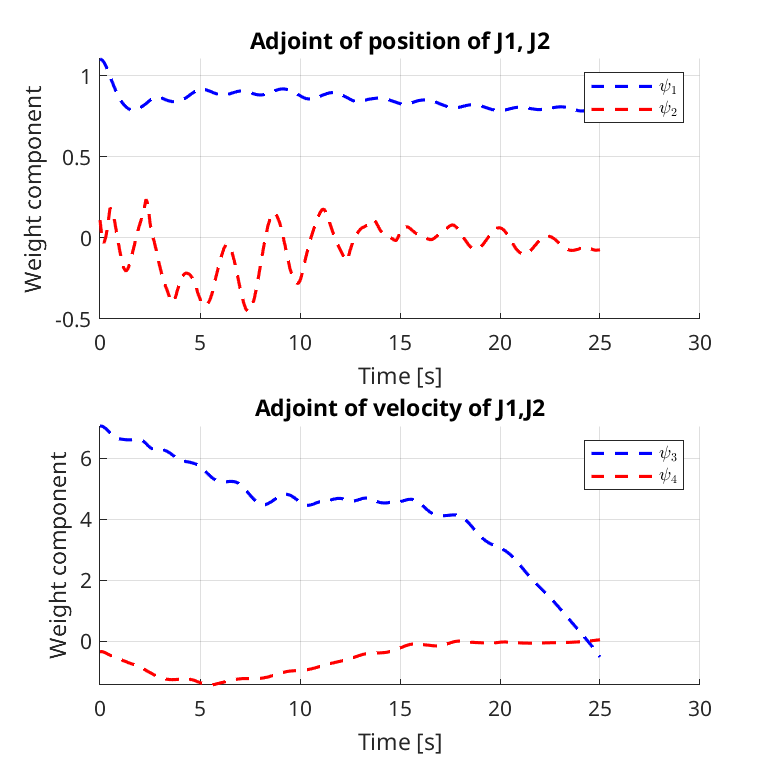 Adjoint of position of J1, J2
Weight component
1
0.5
0
-0.5
ψ₁
ψ₂
0 5 10 15 20 25 30
Time [s]
Adjoint of velocity of J1,J2
Weight component
6
4
2
0
ψ₃
ψ₄
0 5 10 15 20 25 30
Time [s]